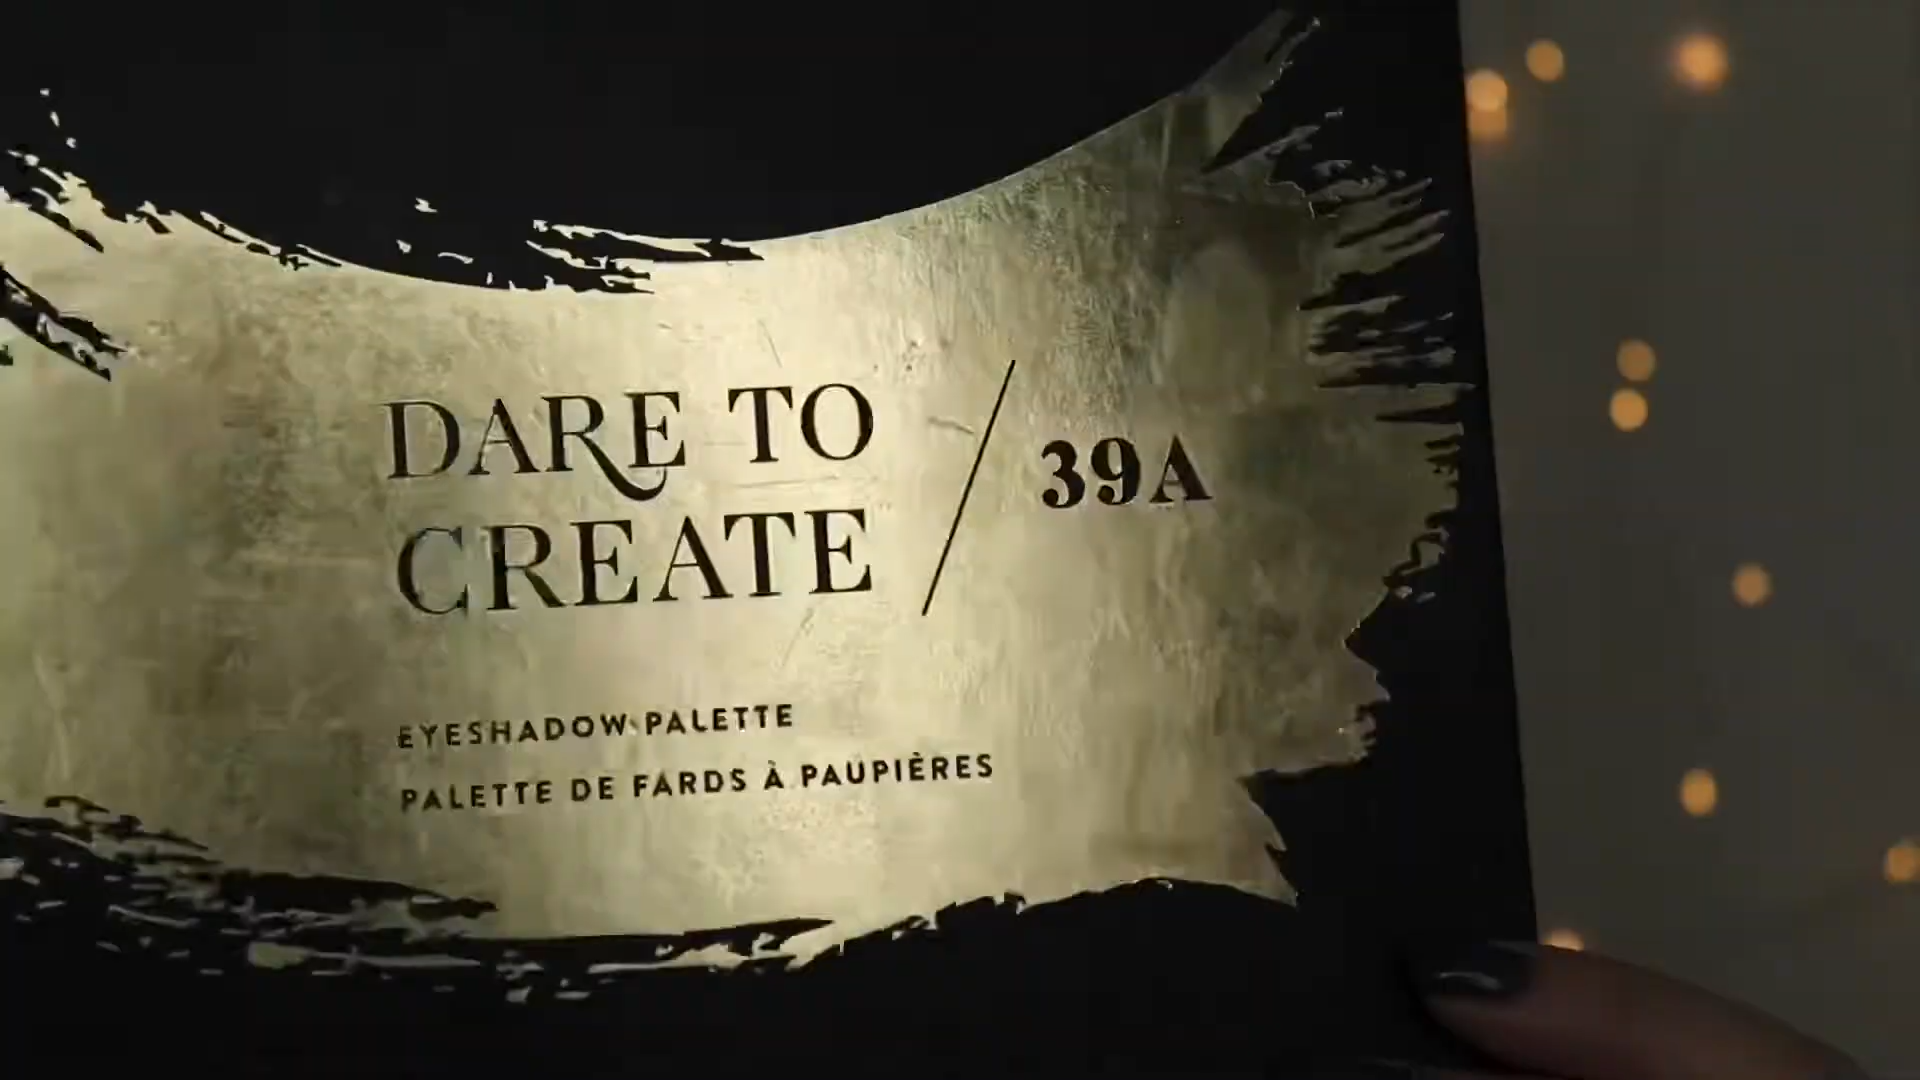 DARE TO
CREATE
39A
EYESHADOW PALETTE
PALETTE DE FARDS À PAUPIÈRES